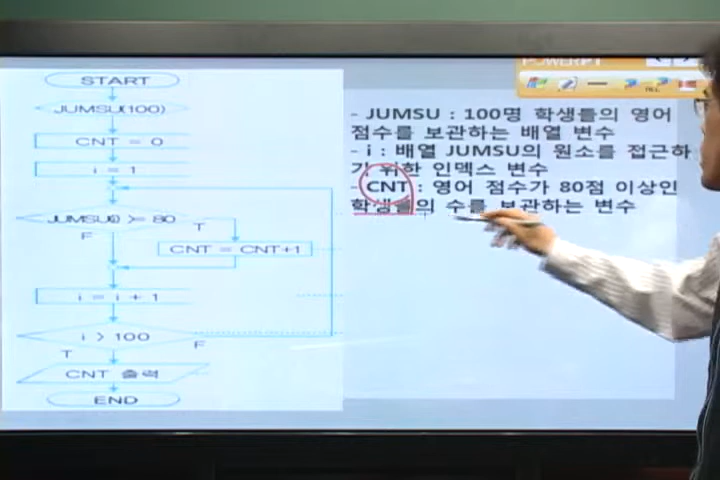 START
JUMSU(100)
CNT = 0
i = 1
JUMSU(i) >= 80
T
F
CNT = CNT+1
i = i + 1
i > 100
T
F
CNT 출력
END
POWERPT
- JUMSU : 100명 학생들의 영어
점수를 보관하는 배열 변수
- i : 배열 JUMSU의 원소를 접근하
기 위한 인덱스 변수
- CNT : 영어 점수가 80점 이상인
학생들의 수를 보관하는 변수